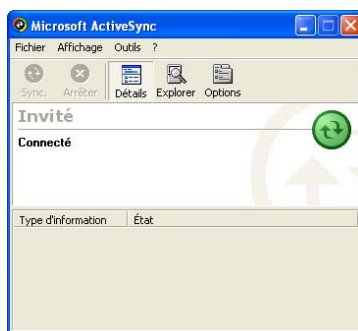 Microsoft ActiveSync
Fichier Affichage Outils ?
Sync. Arrêter Détails Explorer Options
Invité
Connecté
Type d'information État